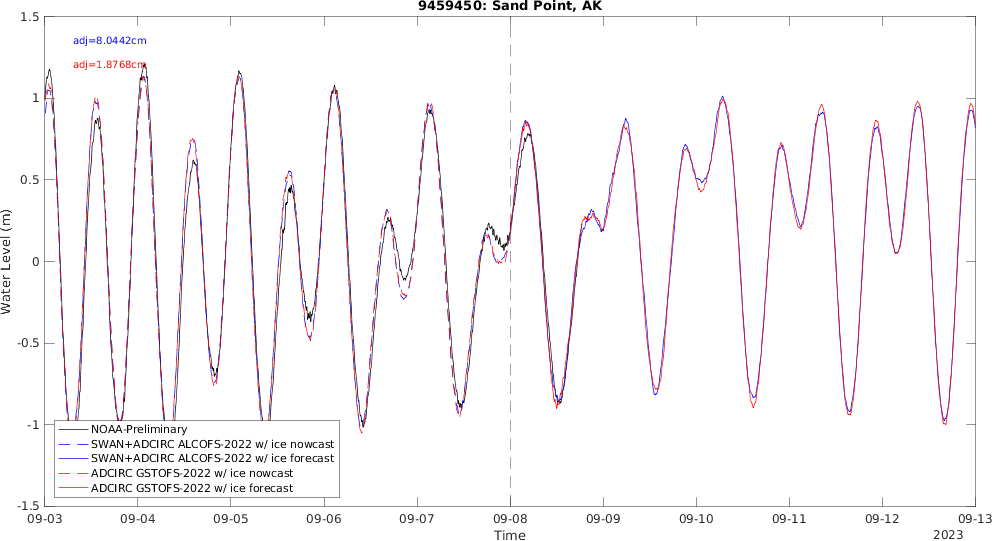 9459450: Sand Point, AK
adj=8.0442cm
adj=1.8768cm
1.5
1
0.5
0
-0.5
-1
-1.5
Water Level (m)
NOAA-Preliminary
SWAN+ADCIRC ALCOFS-2022 w/ ice nowcast
SWAN+ADCIRC ALCOFS-2022 w/ ice forecast
ADCIRC GSTOFS-2022 w/ ice nowcast
ADCIRC GSTOFS-2022 w/ ice forecast
09-03 09-04 09-05 09-06 09-07 09-08 09-09 09-10 09-11 09-12 09-13
Time
2023